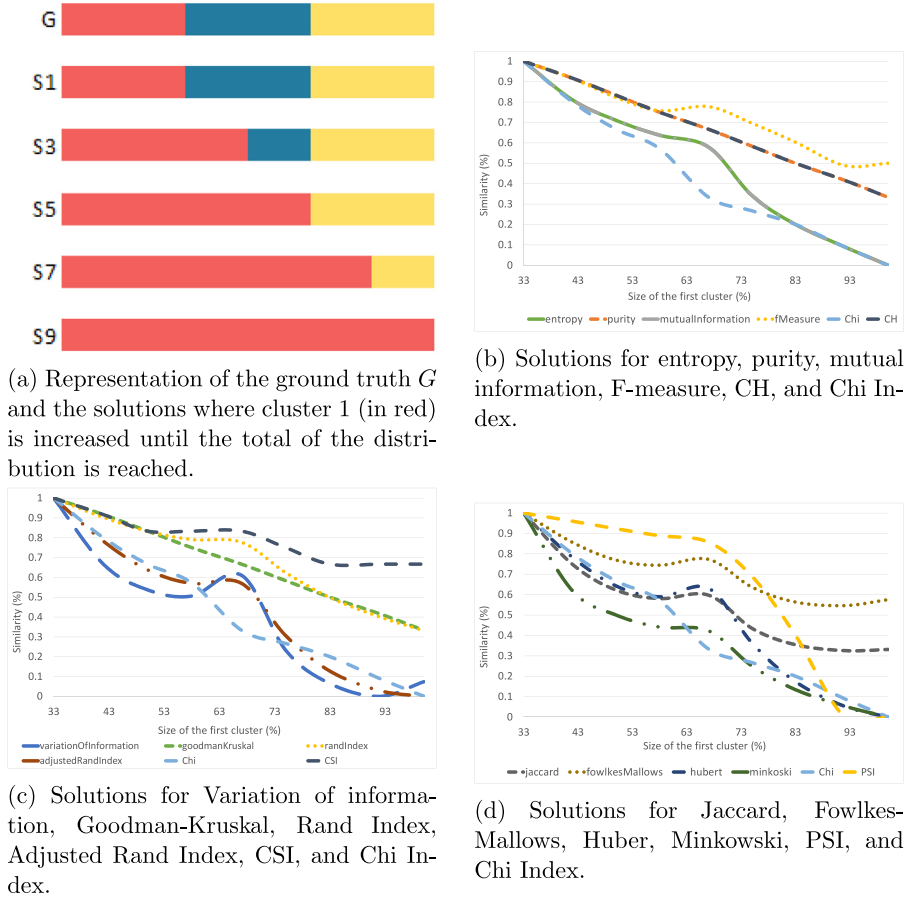 G
S1
S3
S5
S7
S9
(a) Representation of the ground truth G
and the solutions where cluster 1 (in red)
is increased until the total of the distri-
bution is reached.
1
0.9
0.8
0.7
0.6
0.5
0.4
0.3
0.2
0.1
0
Similarity (%)
33 43 53 63 73 83 93
Size of the first cluster (%)
entropy purity mutualInformation fMeasure Chi CH
(b) Solutions for entropy, purity, mutual
information, F-measure, CH, and Chi In-
dex.
1
0.9
0.8
0.7
0.6
0.5
0.4
0.3
0.2
0.1
0
Similarity (%)
33 43 53 63 73 83 93
Size of the first cluster (%)
variationOfInformation goodmanKruskal randIndex
adjustedRandIndex Chi CSI
(c) Solutions for Variation of informa-
tion, Goodman-Kruskal, Rand Index,
Adjusted Rand Index, CSI, and Chi In-
dex.
1
0.9
0.8
0.7
0.6
0.5
0.4
0.3
0.2
0.1
0
Similarity (%)
33 43 53 63 73 83 93
Size of the first cluster (%)
jaccard fowlkesMallows hubert minkoski Chi PSI
(d) Solutions for Jaccard, Fowlkes-
Mallows, Huber, Minkowski, PSI, and
Chi Index.